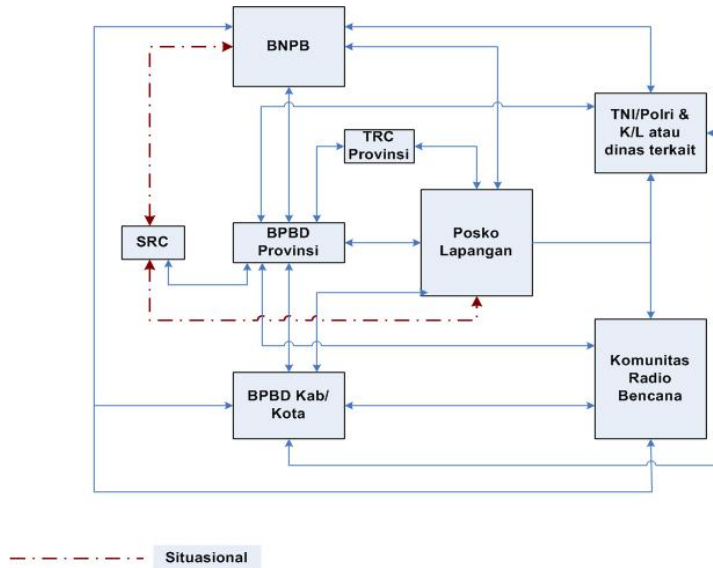 BNPB
TNI/Polri &
K/L atau
dinas terkait
TRC
Provinsi
SRC
BPBD
Provinsi
Posko
Lapangan
BPBD Kab/
Kota
Komunitas
Radio
Bencana
Situasional